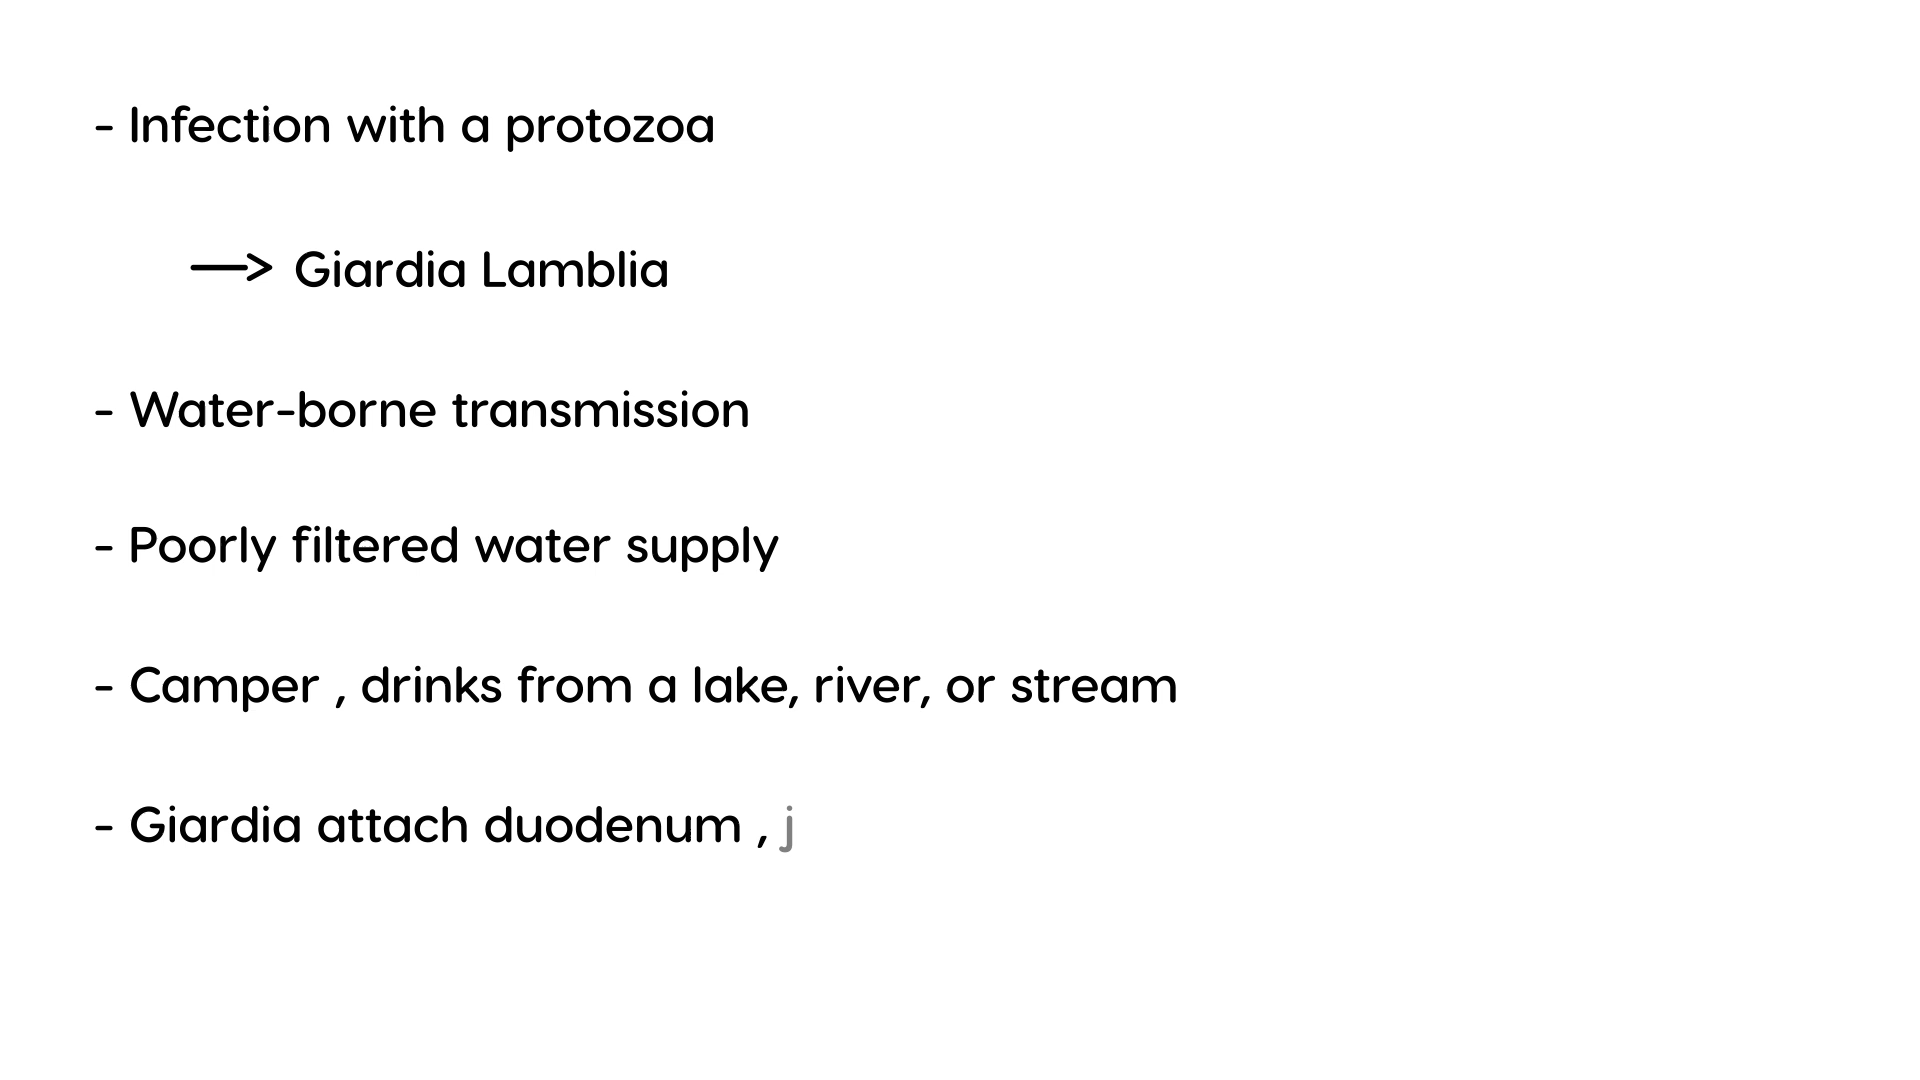 - Infection with a protozoa
—> Giardia Lamblia
- Water-borne transmission
- Poorly filtered water supply
- Camper , drinks from a lake, river, or stream
- Giardia attach duodenum , j